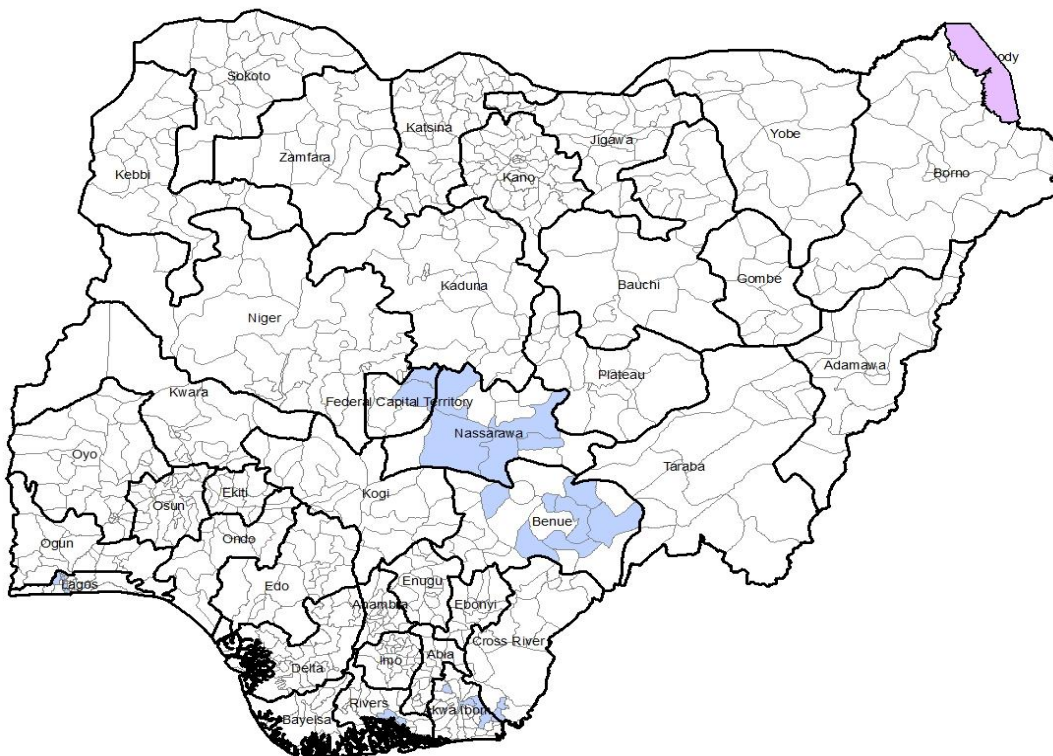 Sokoto
Katsina
Jigawa
Yobe
Kebbi
Zamfara
Kano
Borno
Kaduna
Bauchi
Gombe
Niger
Adamawa
Plateau
Federal Capital Territory
Kwara
Nassarawa
Oyo
Taraba
Kogi
Osun
Ekiti
Benue
Ogun
Ondo
Lagos
Edo
Enugu
Anambra
Ebonyi
Cross River
Imo
Abia
Delta
Rivers
Akwa Ibom
Bayelsa